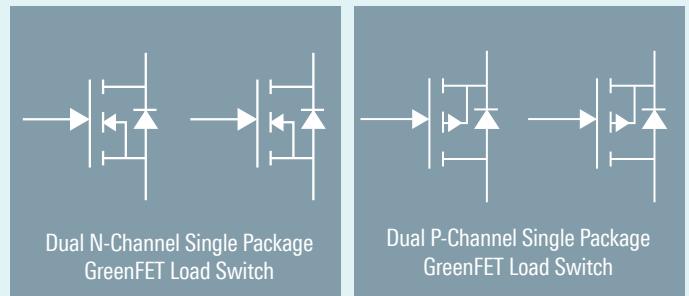 Dual N-Channel Single Package
GreenFET Load Switch
Dual P-Channel Single Package
GreenFET Load Switch